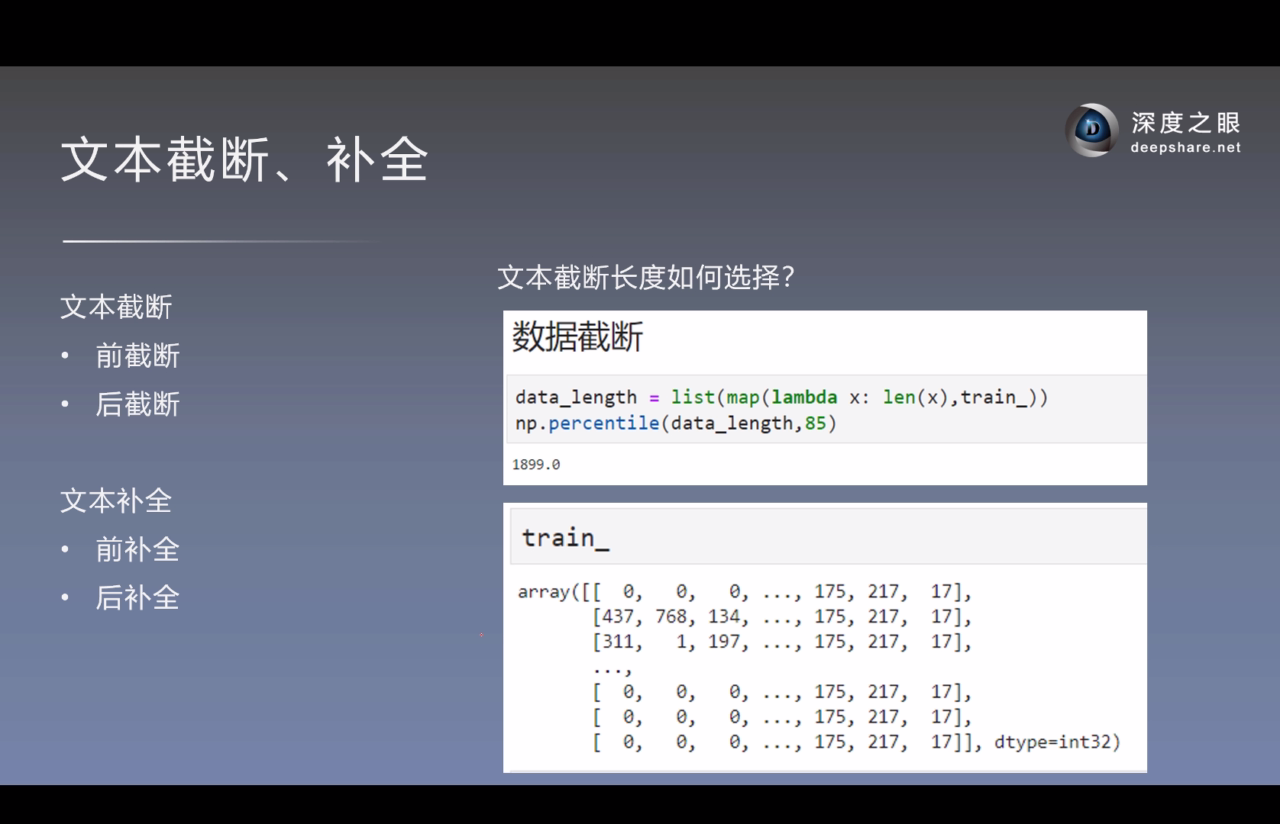 深度之眼
deepshare.net
文本截断、补全
文本截断
• 前截断
• 后截断
文本补全
• 前补全
• 后补全
文本截断长度如何选择?
数据截断
data_length = list(map(lambda x: len(x),train_))
np.percentile(data_length,85)
1899.0
train_
array([[  0,   0,   0, ..., 175, 217,  17],
[437, 768, 134, ..., 175, 217,  17],
[311,   1, 197, ..., 175, 217,  17],
...,
[  0,   0,   0, ..., 175, 217,  17],
[  0,   0,   0, ..., 175, 217,  17],
[  0,   0,   0, ..., 175, 217,  17]], dtype=int32)